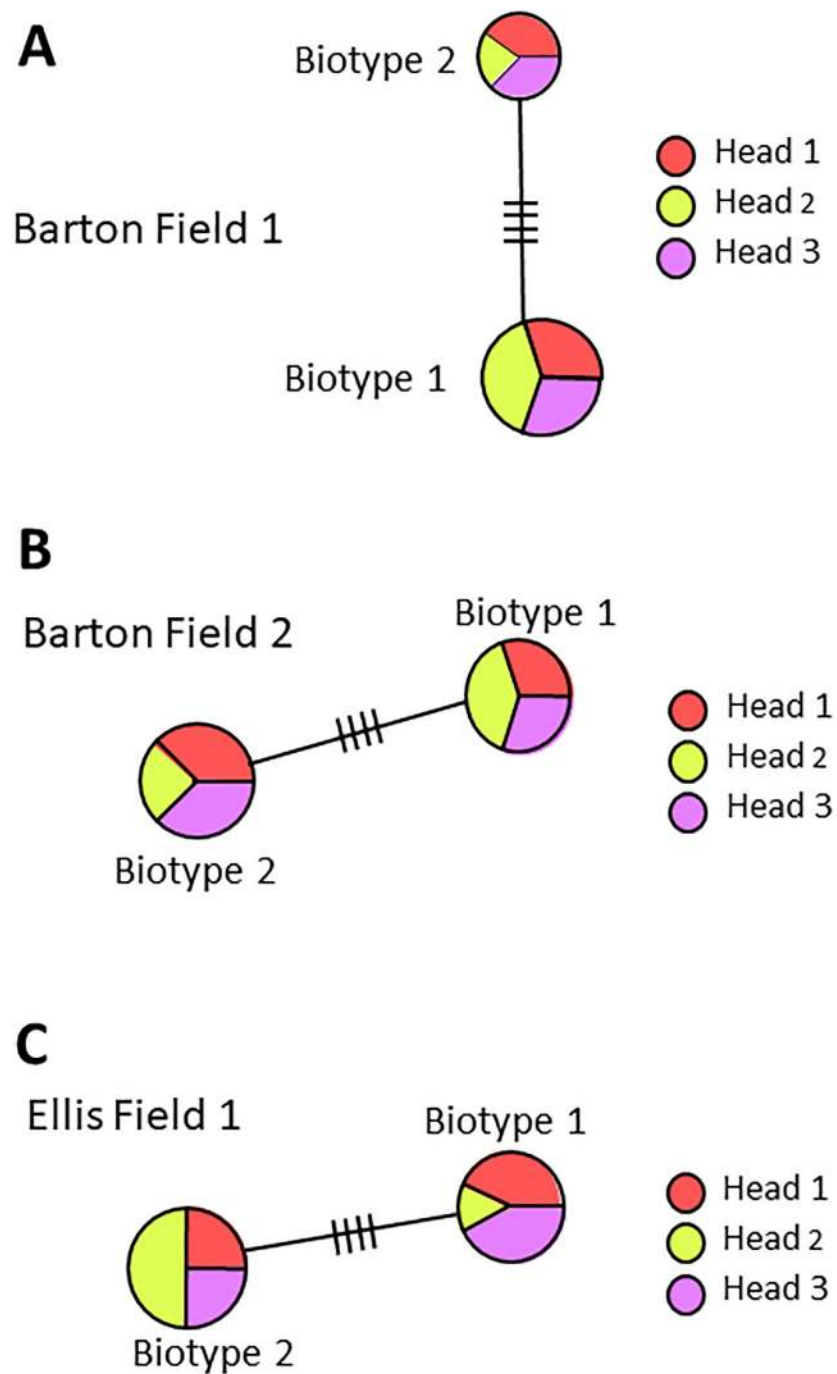 A
Biotype 2
Head 1
Head 2
Head 3
Barton Field 1
Biotype 1
B
Barton Field 2
Biotype 1
Head 1
Head 2
Head 3
Biotype 2
C
Ellis Field 1
Biotype 1
Head 1
Head 2
Head 3
Biotype 2